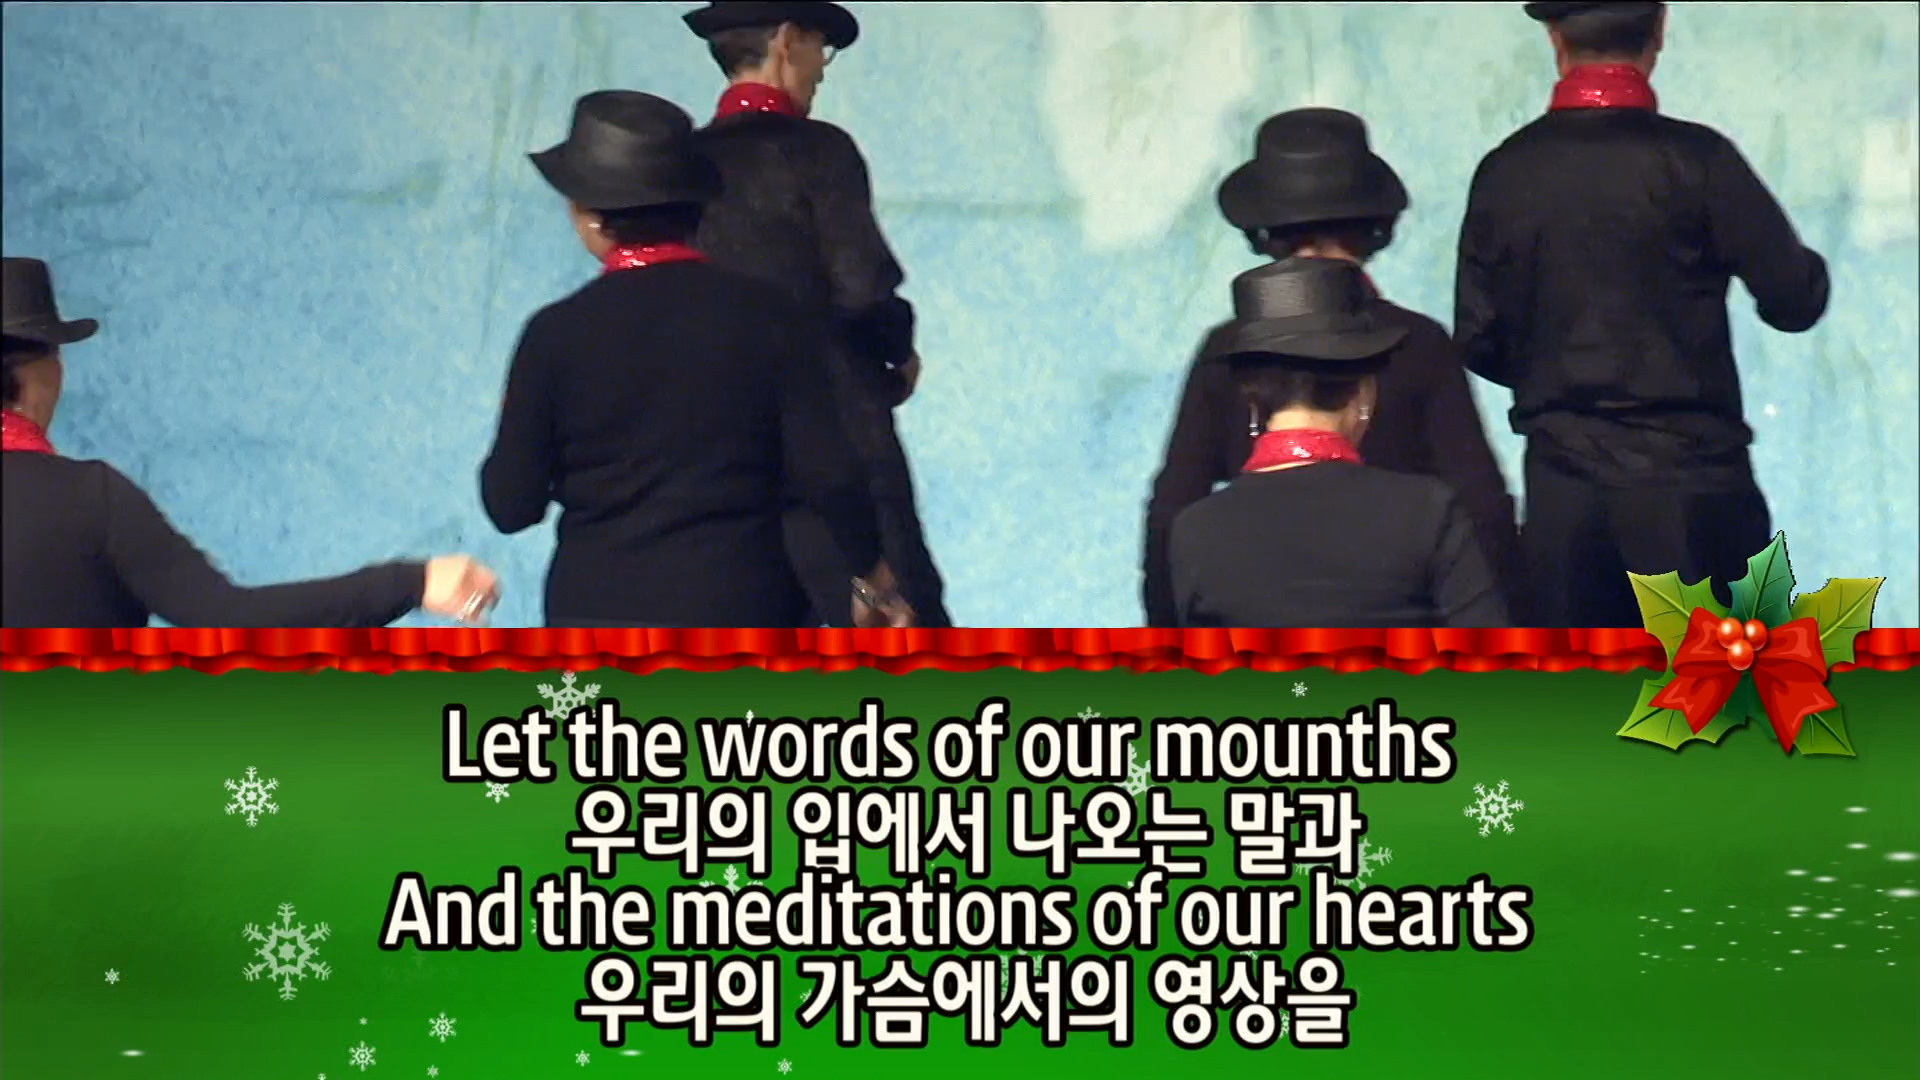 Let the words of our mounths
우리의 입에서 나오는 말과
And the meditations of our hearts
우리의 가슴에서의 영상을